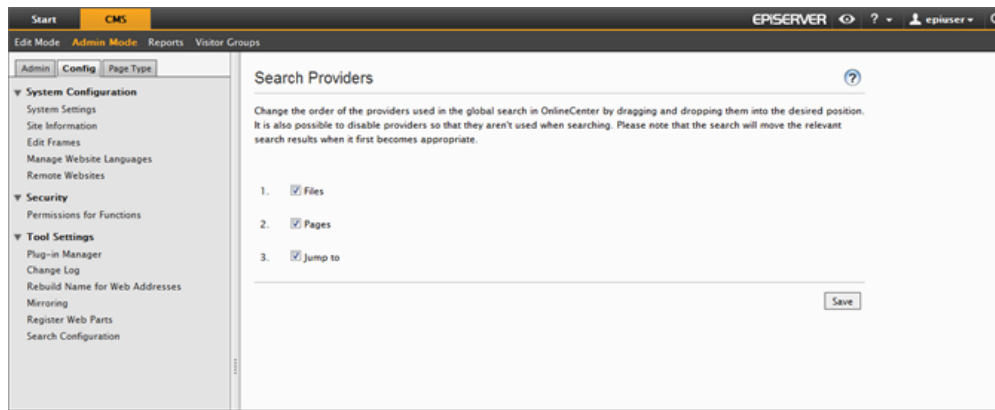 Start CMS EPISERVER ? epiuser
Edit Mode Admin Mode Reports Visitor Groups
Admin Config Page Type
System Configuration
System Settings
Site Information
Edit Frames
Manage Website Languages
Remote Websites
Security
Permissions for Functions
Tool Settings
Plug-in Manager
Change Log
Rebuild Name for Web Addresses
Mirroring
Register Web Parts
Search Configuration
Search Providers ?
Change the order of the providers used in the global search in OnlineCenter by dragging and dropping them into the desired position.
It is also possible to disable providers so that they aren't used when searching. Please note that the search will move the relevant
search results when it first becomes appropriate.
1. Files
2. Pages
3. Jump to
Save